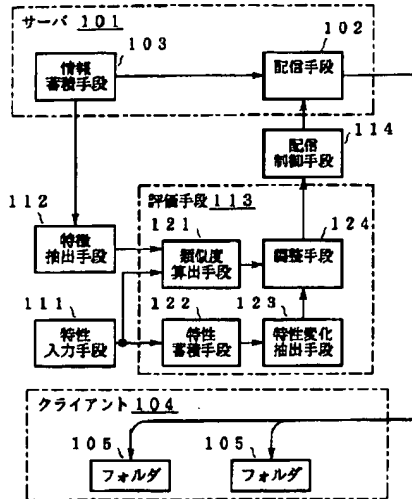 サーバ 101
103
102
情報
蓄積手段
配信手段
114
配信
制御手段
112
評価手段 113
121
124
特徴
抽出手段
類似度
算出手段
調整手段
111
122
123
特性
入力手段
特性
蓄積手段
特性変化
抽出手段
クライアント 104
105
105
フォルダ
フォルダ